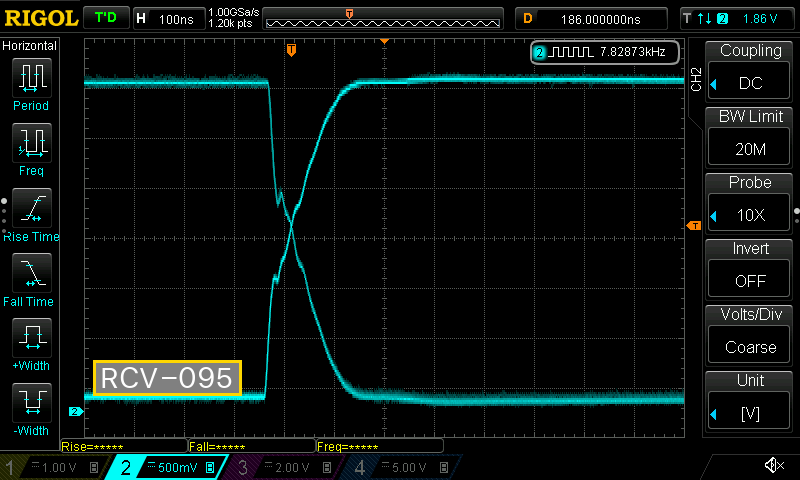 RIGOL T'D H 100ns 1.00GSa/s 1.20k pts T D 186.000000ns T 2 1.86 V
Horizontal
Period
Freq
Rise Time
Fall Time
+Width
-Width
T
2 7.82873kHz
RCV-095
2
T
CH2
Coupling
DC
BW Limit
20M
Probe
10X
Invert
OFF
Volts/Div
Coarse
Unit
[V]
Rise=***** Fall=***** Freq=*****
1 1.00 V B 2 500mV B 3 2.00 V B 4 5.00 V B